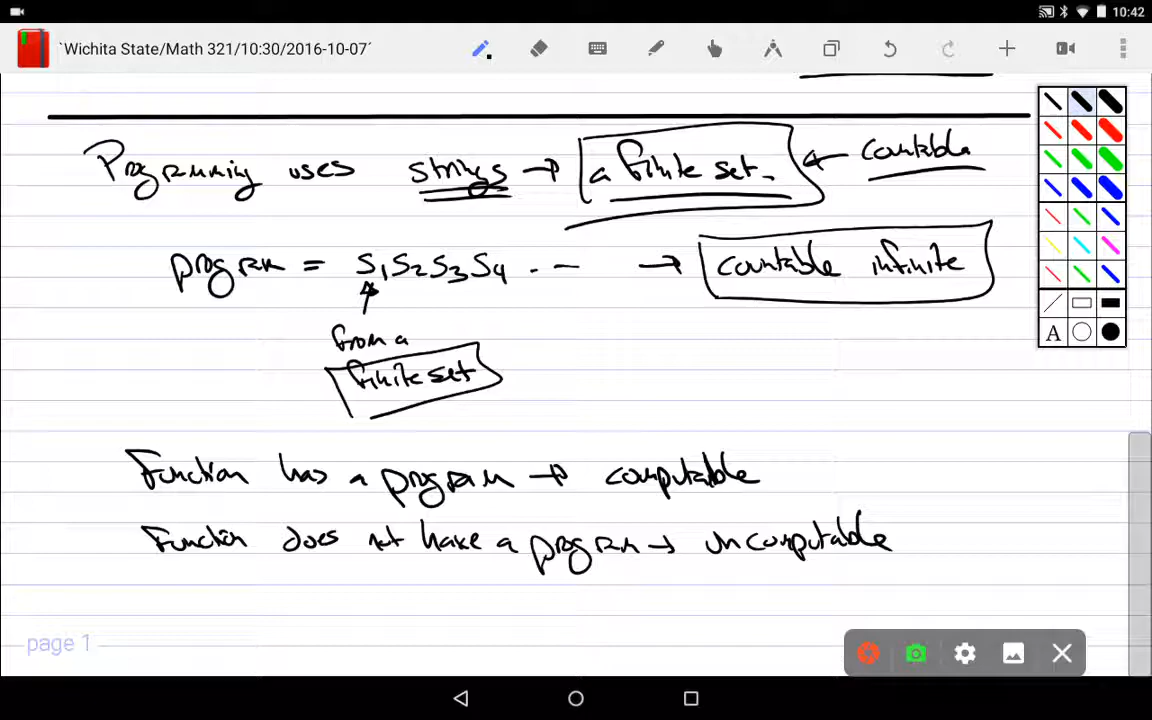 10:42
`Wichita State/Math 321/10:30/2016-10-07´
Programming uses strings → a finite set. ← countable
program = S1S2S3S4 . -- → countable infinite
from a
finite set
Function has a program → computable
Function does not have a program → uncomputable
A
page 1